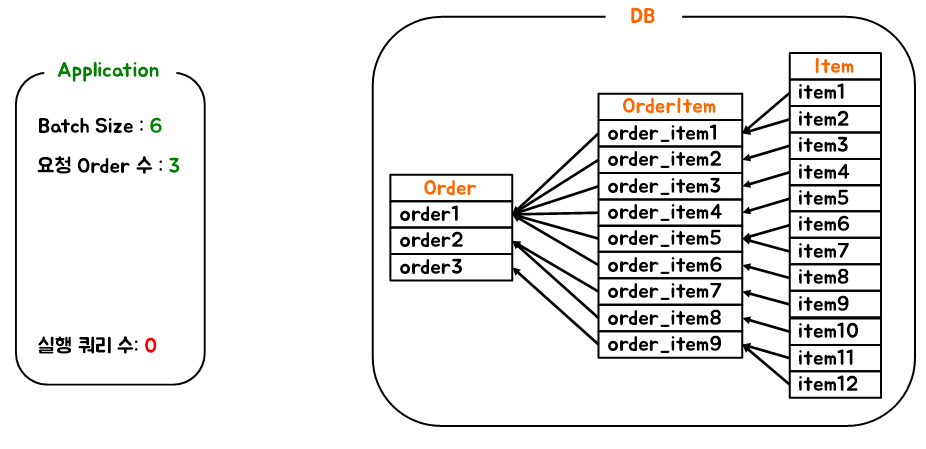 DB
Application
Batch Size : 6
요청 Order 수 : 3
실행 쿼리 수: 0
Order
order1
order2
order3
OrderItem
order_item1
order_item2
order_item3
order_item4
order_item5
order_item6
order_item7
order_item8
order_item9
Item
item1
item2
item3
item4
item5
item6
item7
item8
item9
item10
item11
item12